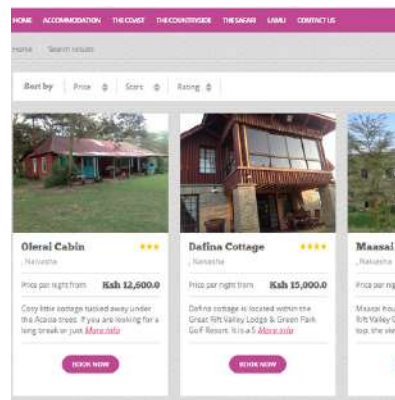 HOME ACCOMMODATION THE COAST THE COUNTRYSIDE THE SAFARI LAMU CONTACT US
Home Search results
Sort by Price Stars Rating
Olerai Cabin
, Naivasha
Price per night from Ksh 12,600.0
Cosy little cottage tucked away under
the Acacia trees. If you are looking for a
long break or just More info
BOOK NOW
Dafina Cottage
, Naivasha
Price per night from Ksh 15,000.0
Dafina cottage is located within the
Great Rift Valley Lodge & Green Park
Golf Resort. It is a 5 More info
BOOK NOW
Maasai
, Naivasha
Price per nig
Maasai hou
Rift Valley
top, the vie